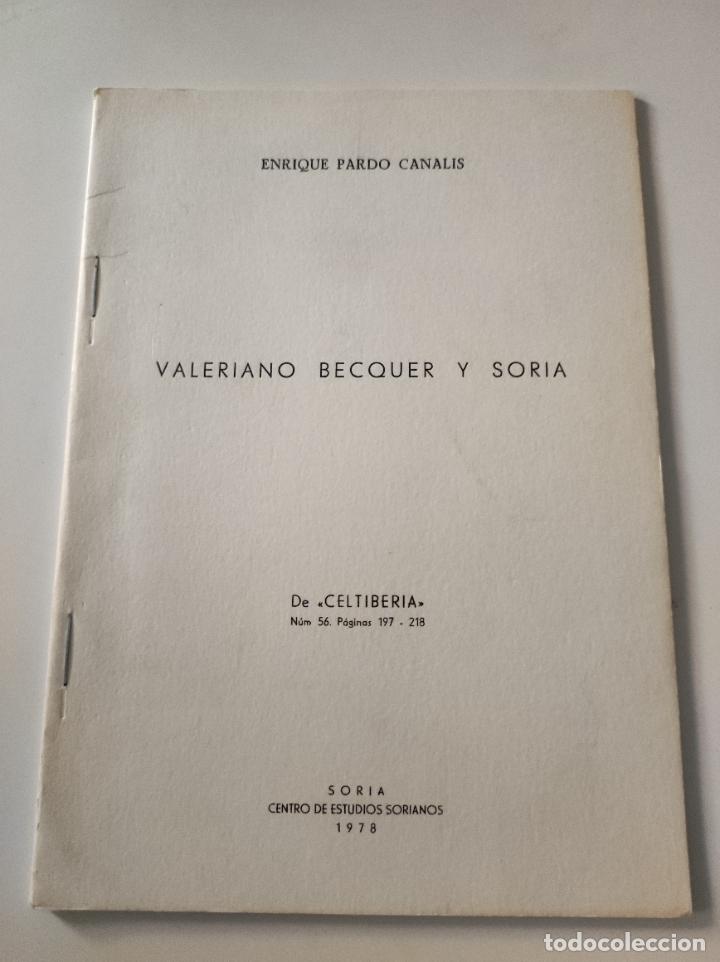 ENRIQUE PARDO CANALIS
VALERIANO BECQUER Y SORIA
De «CELTIBERIA»
Núm 56. Páginas 197 - 218
SORIA
CENTRO DE ESTUDIOS SORIANOS
1978
todocoleccion